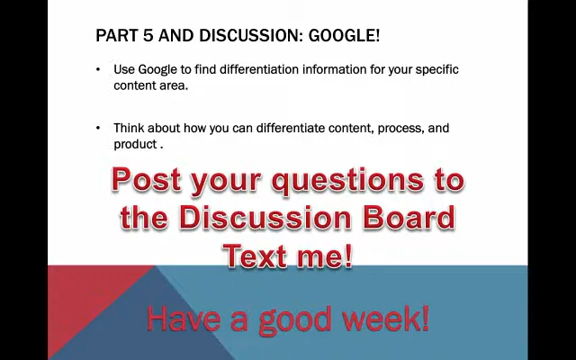 PART 5 AND DISCUSSION: GOOGLE!
• Use Google to find differentiation information for your specific
content area.
• Think about how you can differentiate content, process, and
product .
Post your questions to
the Discussion Board
Text me!
Have a good week!